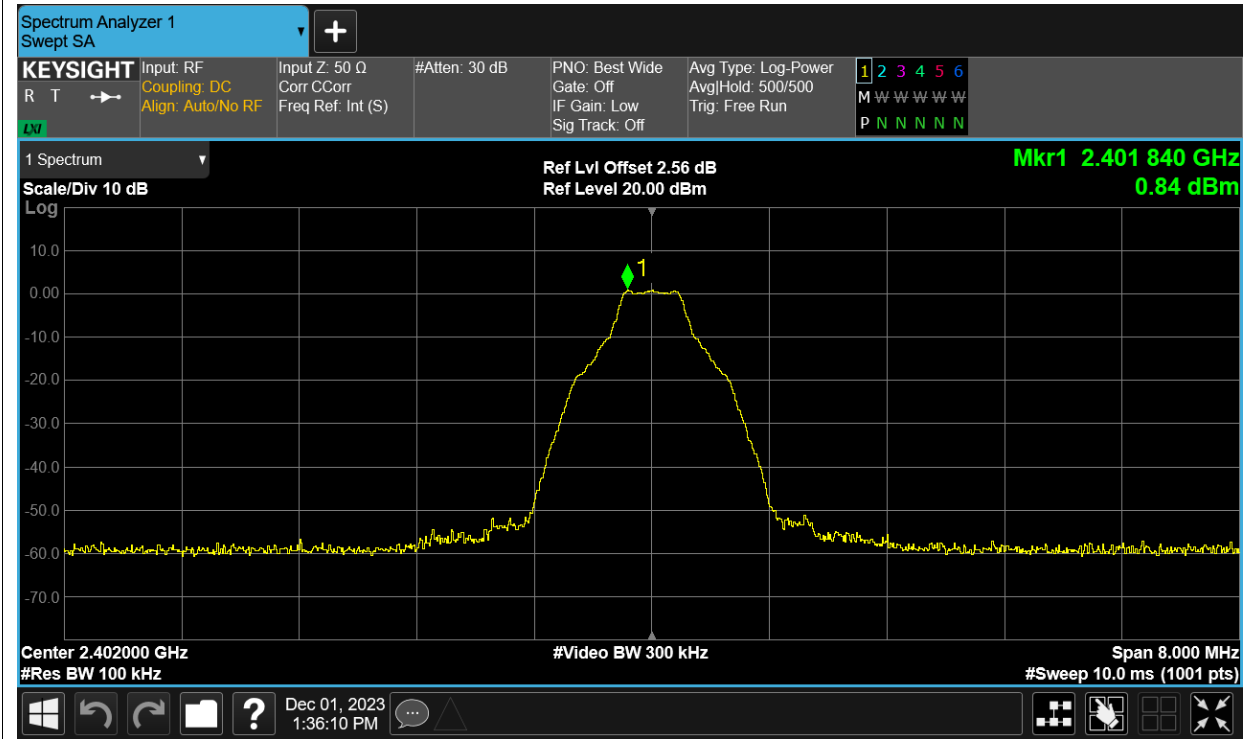 Spectrum Analyzer 1
Swept SA
KEYSIGHT
R T
LXI
Input: RF
Coupling: DC
Align: Auto/No RF
Input Z: 50 Ω
Corr CCorr
Freq Ref: Int (S)
#Atten: 30 dB
PNO: Best Wide
Gate: Off
IF Gain: Low
Sig Track: Off
Avg Type: Log-Power
Avg|Hold: 500/500
Trig: Free Run
1 2 3 4 5 6
M W W W W W
P N N N N N
1 Spectrum
Scale/Div 10 dB
Log
Ref Lvl Offset 2.56 dB
Ref Level 20.00 dBm
Mkr1 2.401 840 GHz
0.84 dBm
10.0
1
0.00
-10.0
-20.0
-30.0
-40.0
-50.0
-60.0
-70.0
Center 2.402000 GHz
#Video BW 300 kHz
Span 8.000 MHz
#Res BW 100 kHz
#Sweep 10.0 ms (1001 pts)
?
Dec 01, 2023
1:36:10 PM